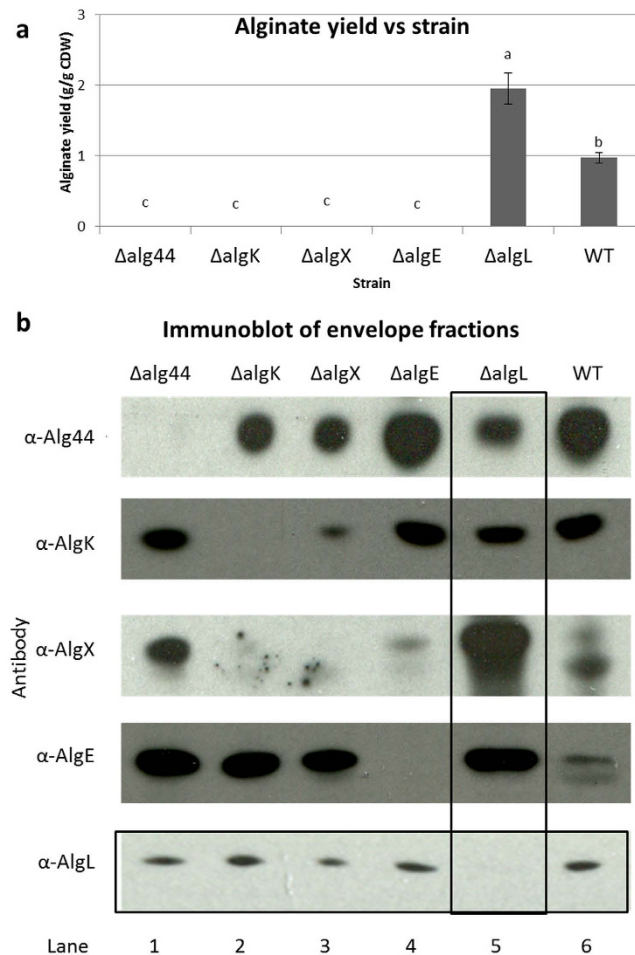 a
Alginate yield vs strain
Alginate yield (g/g CDW)
3
2
1
0
c c c c a b
Δalg44 ΔalgK ΔalgX ΔalgE ΔalgL WT
Strain
b
Immunoblot of envelope fractions
Δalg44 ΔalgK ΔalgX ΔalgE ΔalgL WT
Antibody
α-Alg44
α-AlgK
α-AlgX
α-AlgE
α-AlgL
Lane 1 2 3 4 5 6